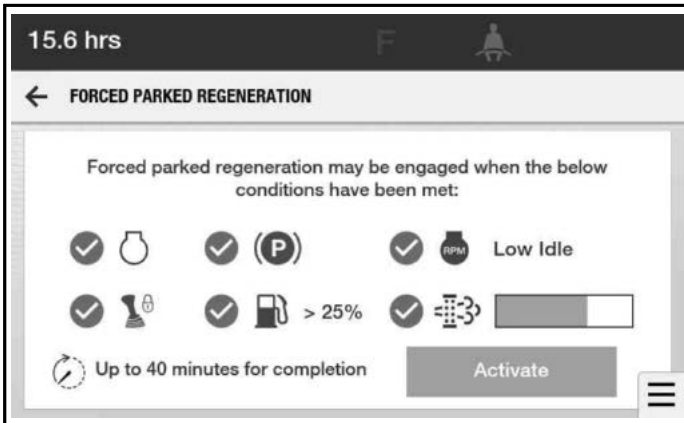 15.6 hrs
F
FORCED PARKED REGENERATION
Forced parked regeneration may be engaged when the below
conditions have been met:
P
RPM
Low Idle
> 25%
Up to 40 minutes for completion
Activate